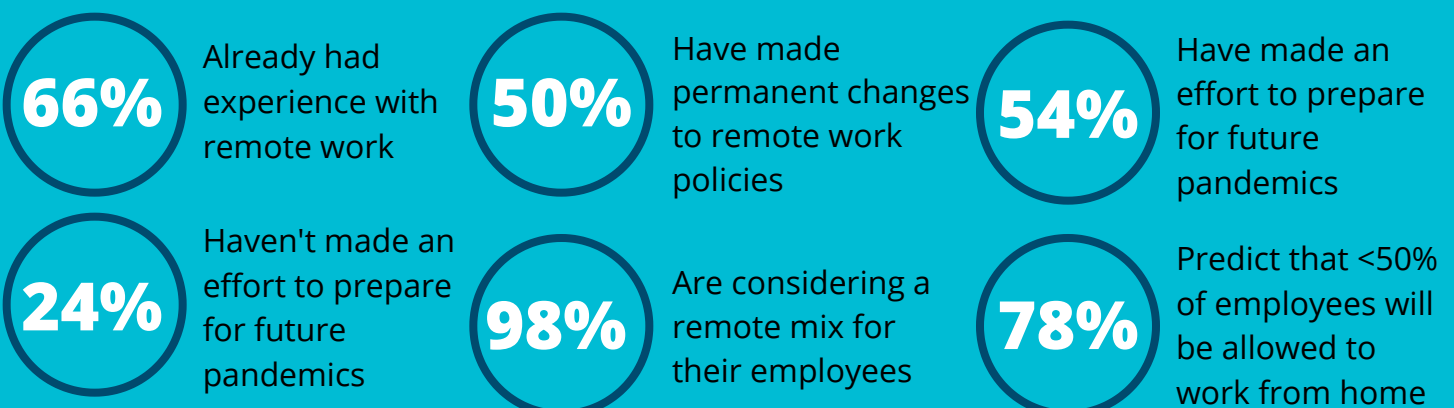 66%
Already had
experience with
remote work
50%
Have made
permanent changes
to remote work
policies
54%
Have made an
effort to prepare
for future
pandemics
24%
Haven't made an
effort to prepare
for future
pandemics
98%
Are considering a
remote mix for
their employees
78%
Predict that <50%
of employees will
be allowed to
work from home